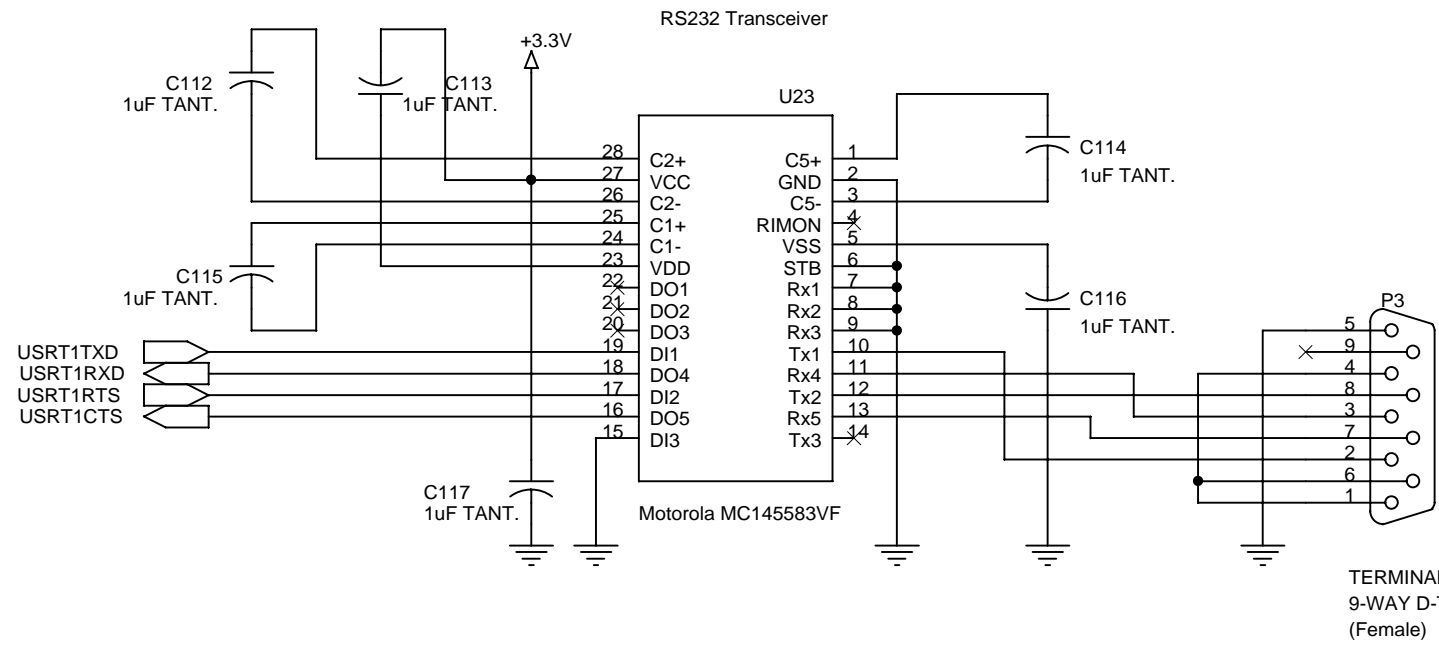 RS232 Transceiver
+3.3V
C112
1uF TANT.
C113
1uF TANT.
U23
28 C2+
27 VCC
26 C2-
25 C1+
24 C1-
23 VDD
22 DO1
21 DO2
20 DO3
19 DI1
18 DO4
17 DI2
16 DO5
15 DI3
C5+ 1
GND 2
C5- 3
RIMON 4
VSS 5
STB 6
Rx1 7
Rx2 8
Rx3 9
Tx1 10
Rx4 11
Tx2 12
Rx5 13
Tx3 14
C114
1uF TANT.
C115
1uF TANT.
C116
1uF TANT.
USRT1TXD
USRT1RXD
USRT1RTS
USRT1CTS
C117
1uF TANT.
Motorola MC145583VF
P3
5
9
4
8
3
7
2
6
1
TERMINAL
9-WAY D-T
(Female)